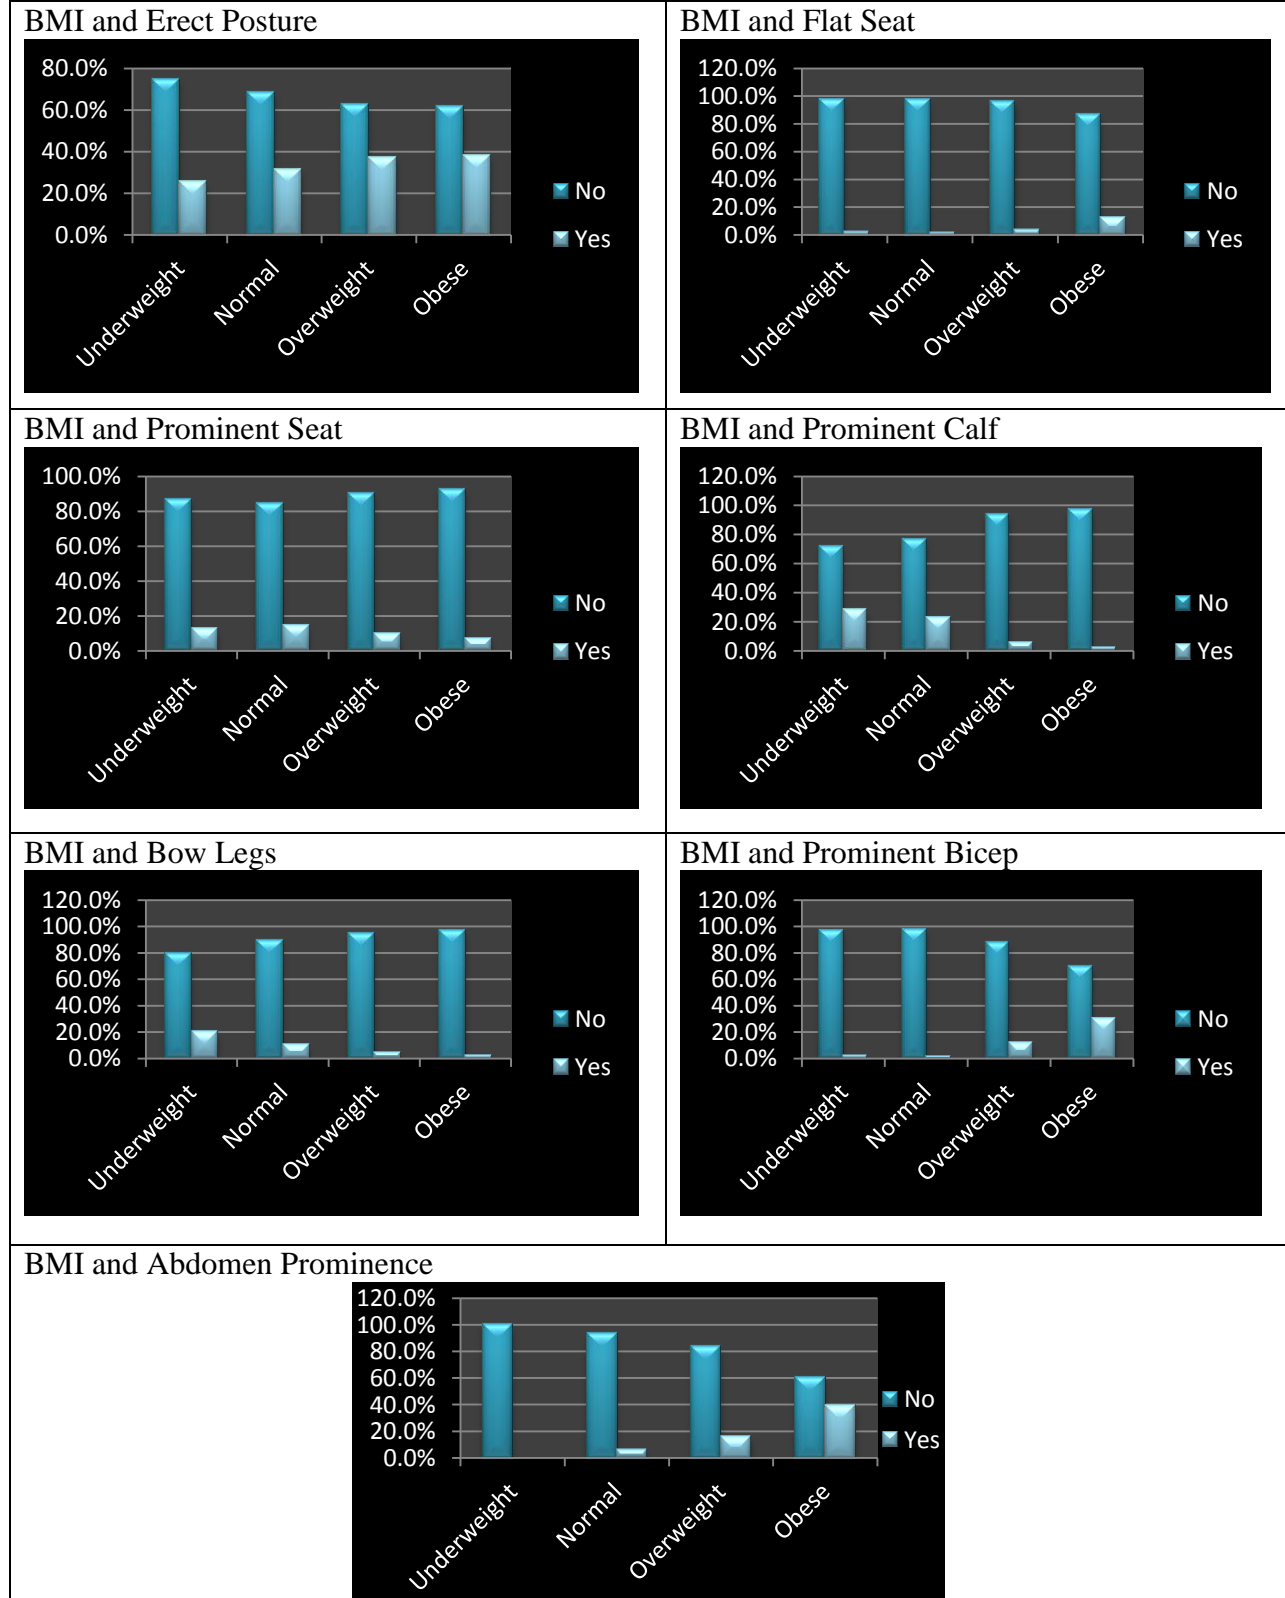 BMI and Erect Posture
80.0%
60.0%
40.0%
20.0%
0.0%
Underweight
Normal
Overweight
Obese
No
Yes
BMI and Flat Seat
120.0%
100.0%
80.0%
60.0%
40.0%
20.0%
0.0%
Underweight
Normal
Overweight
Obese
No
Yes
BMI and Prominent Seat
100.0%
80.0%
60.0%
40.0%
20.0%
0.0%
Underweight
Normal
Overweight
Obese
No
Yes
BMI and Prominent Calf
120.0%
100.0%
80.0%
60.0%
40.0%
20.0%
0.0%
Underweight
Normal
Overweight
Obese
No
Yes
BMI and Bow Legs
120.0%
100.0%
80.0%
60.0%
40.0%
20.0%
0.0%
Underweight
Normal
Overweight
Obese
No
Yes
BMI and Prominent Bicep
120.0%
100.0%
80.0%
60.0%
40.0%
20.0%
0.0%
Underweight
Normal
Overweight
Obese
No
Yes
BMI and Abdomen Prominence
120.0%
100.0%
80.0%
60.0%
40.0%
20.0%
0.0%
Underweight
Normal
Overweight
Obese
No
Yes